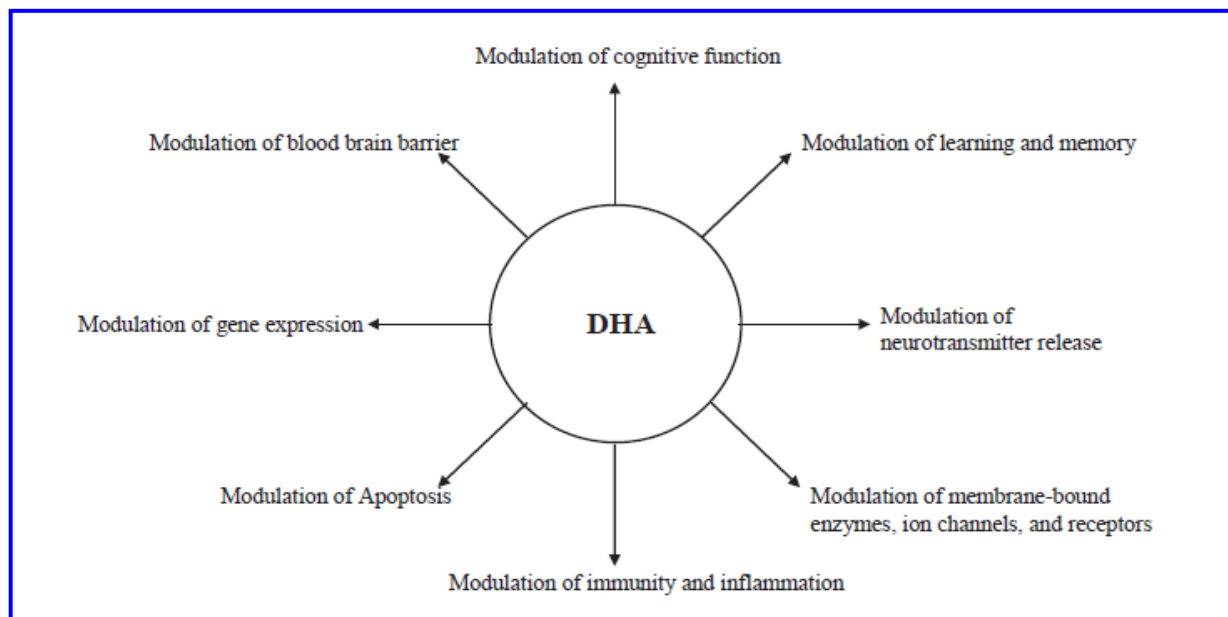 Modulation of cognitive function
Modulation of blood brain barrier
Modulation of learning and memory
Modulation of gene expression
DHA
Modulation of
neurotransmitter release
Modulation of Apoptosis
Modulation of membrane-bound
enzymes, ion channels, and receptors
Modulation of immunity and inflammation